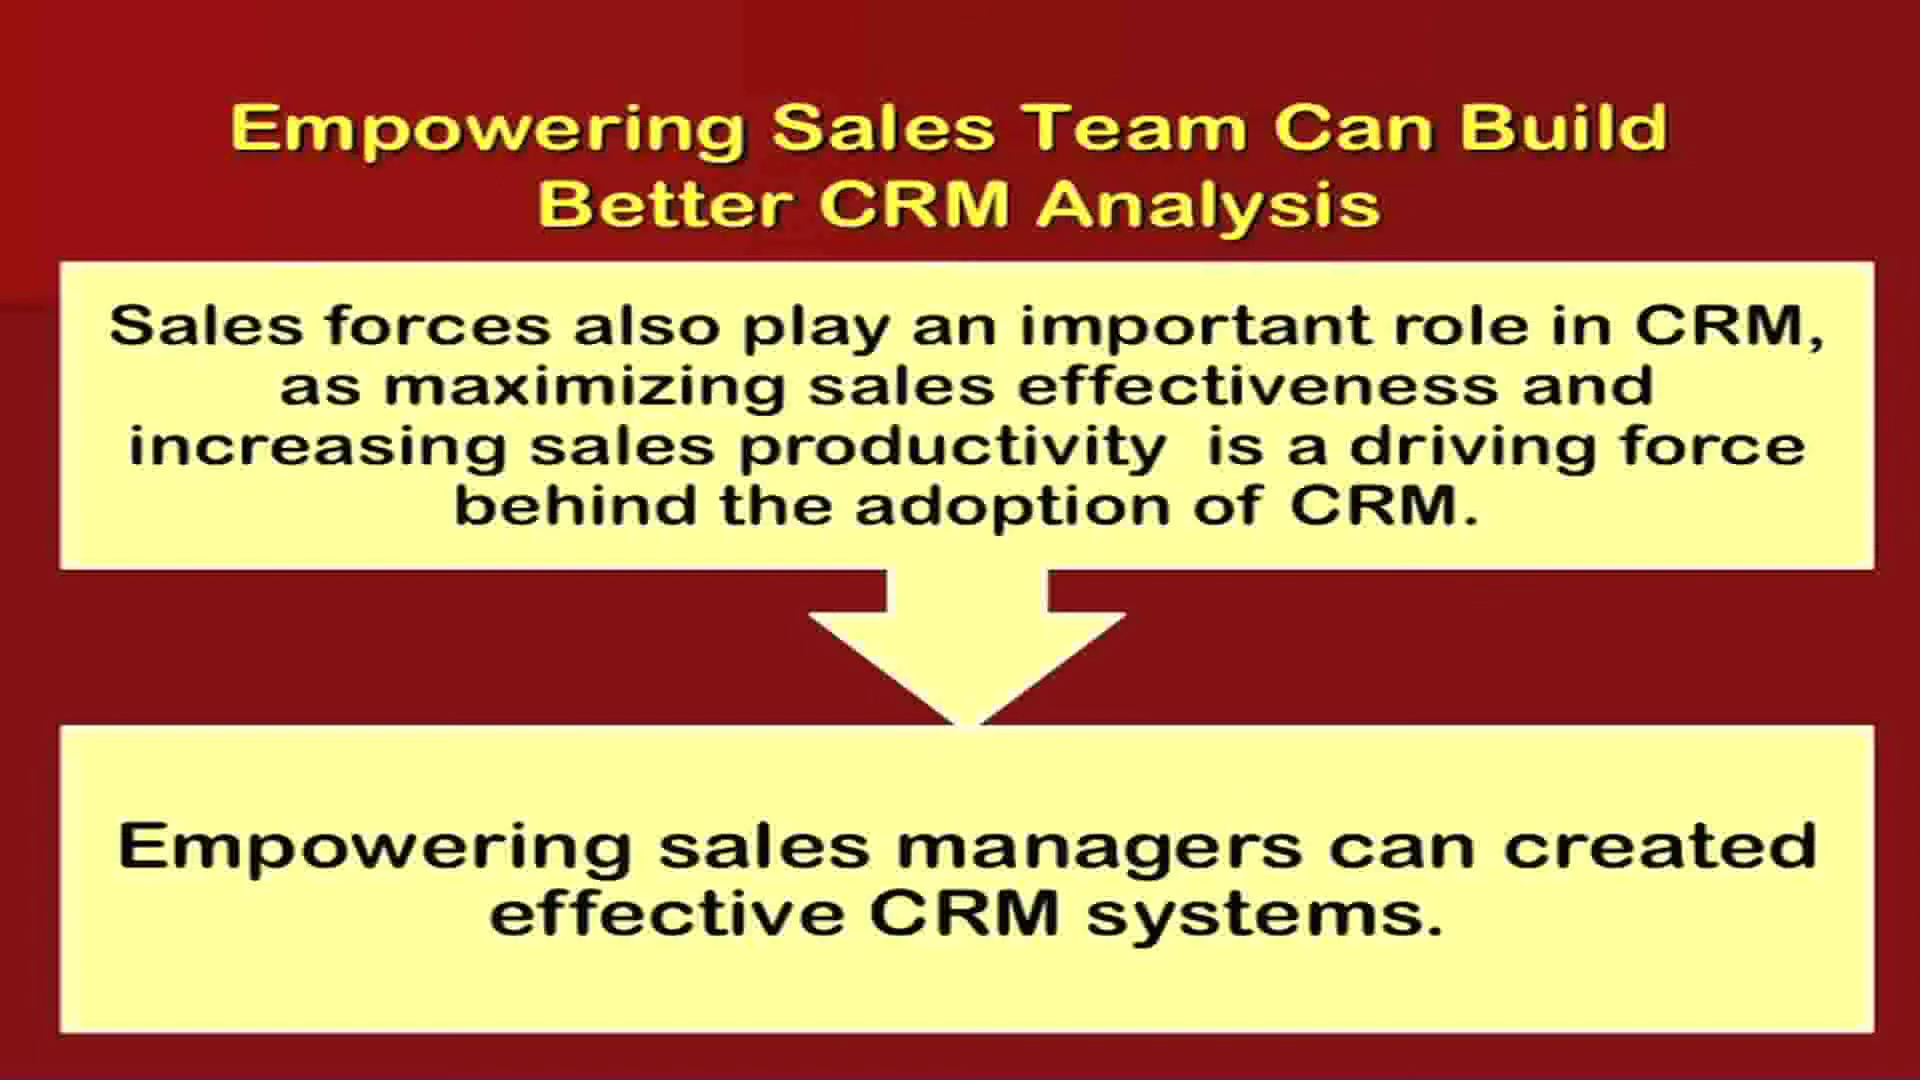 Empowering Sales Team Can Build
Better CRM Analysis
Sales forces also play an important role in CRM,
as maximizing sales effectiveness and
increasing sales productivity is a driving force
behind the adoption of CRM.
Empowering sales managers can created
effective CRM systems.